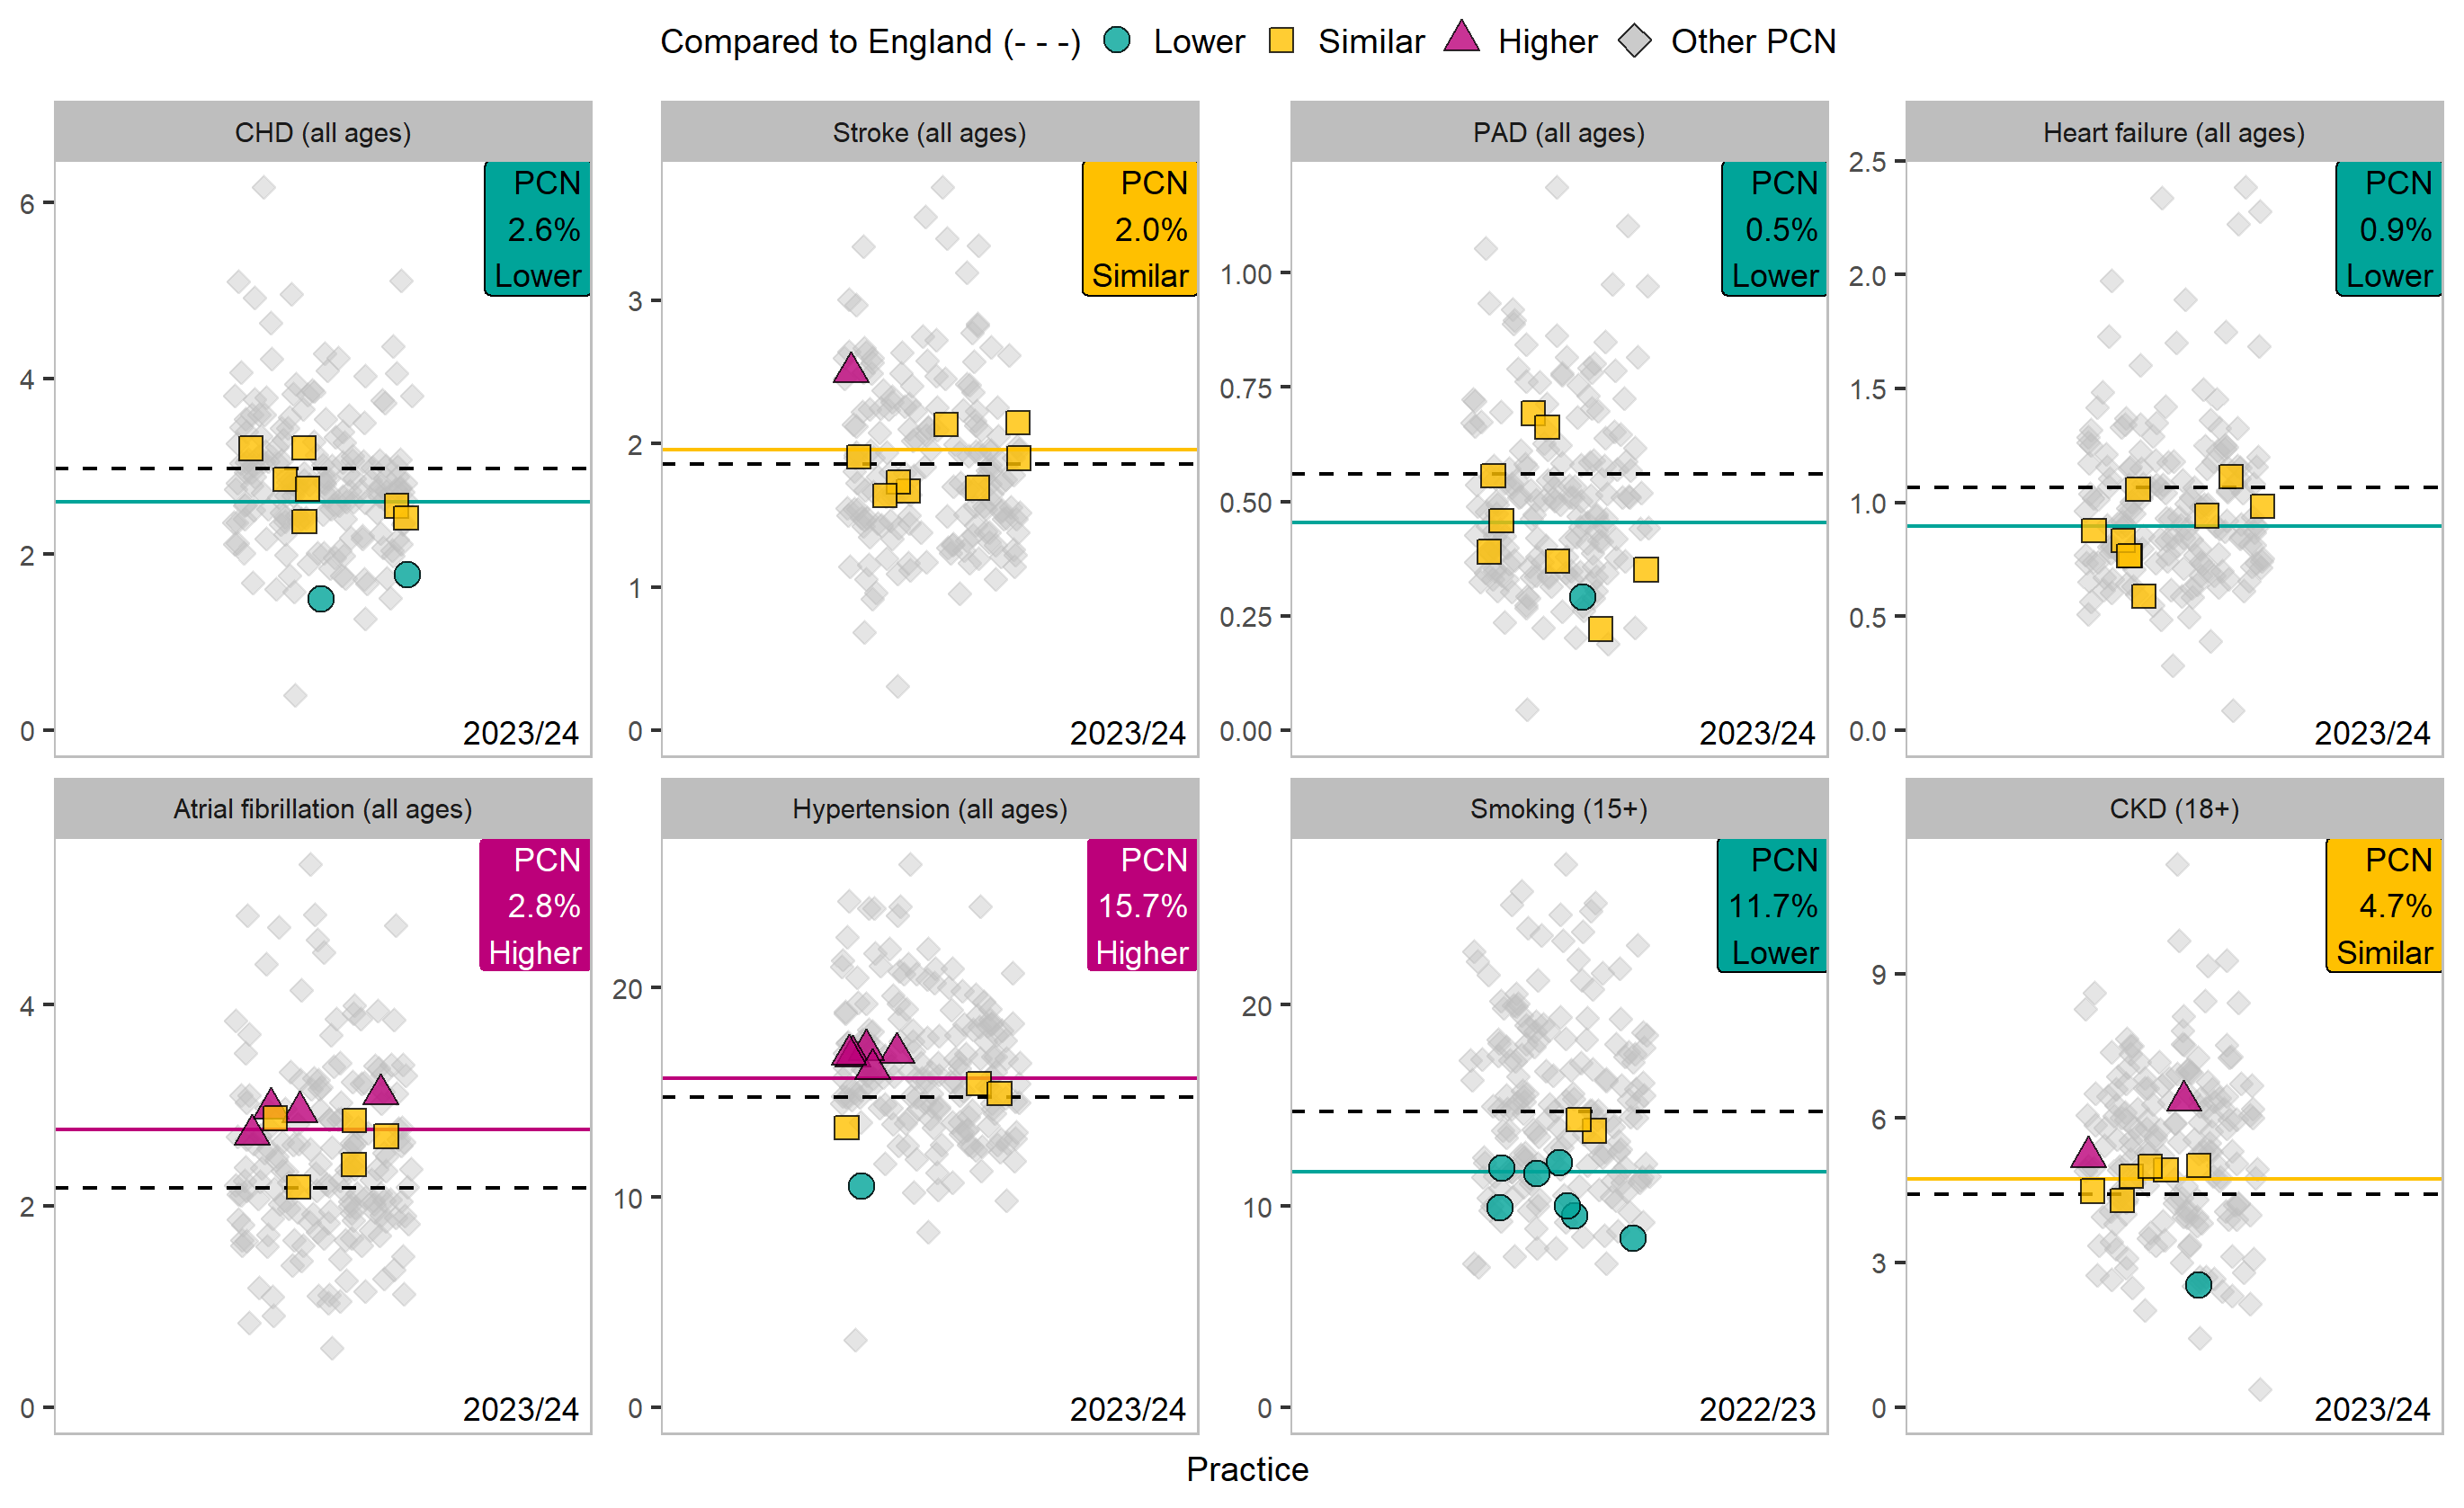 Compared to England (- - -) Lower Similar Higher Other PCN
CHD (all ages)
6
4
2
0
PCN
2.6%
Lower
2023/24
Stroke (all ages)
3
2
1
0
PCN
2.0%
Similar
2023/24
PAD (all ages)
1.00
0.75
0.50
0.25
0.00
PCN
0.5%
Lower
2023/24
Heart failure (all ages)
2.5
2.0
1.5
1.0
0.5
0.0
PCN
0.9%
Lower
2023/24
Atrial fibrillation (all ages)
4
2
0
PCN
2.8%
Higher
2023/24
Hypertension (all ages)
20
10
0
PCN
15.7%
Higher
2023/24
Smoking (15+)
20
10
0
PCN
11.7%
Lower
2022/23
CKD (18+)
9
6
3
0
PCN
4.7%
Similar
2023/24
Practice